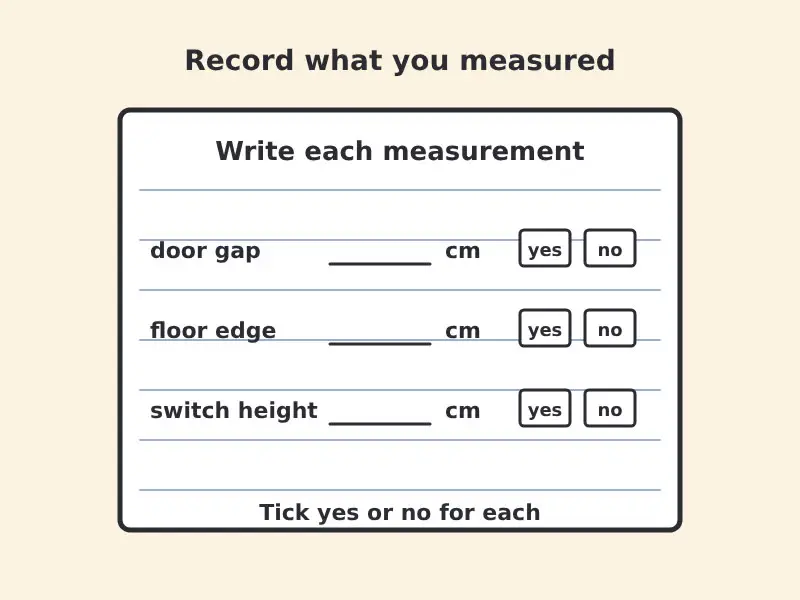 Record what you measured
Write each measurement
door gap cm yes no
floor edge cm yes no
switch height cm yes no
Tick yes or no for each